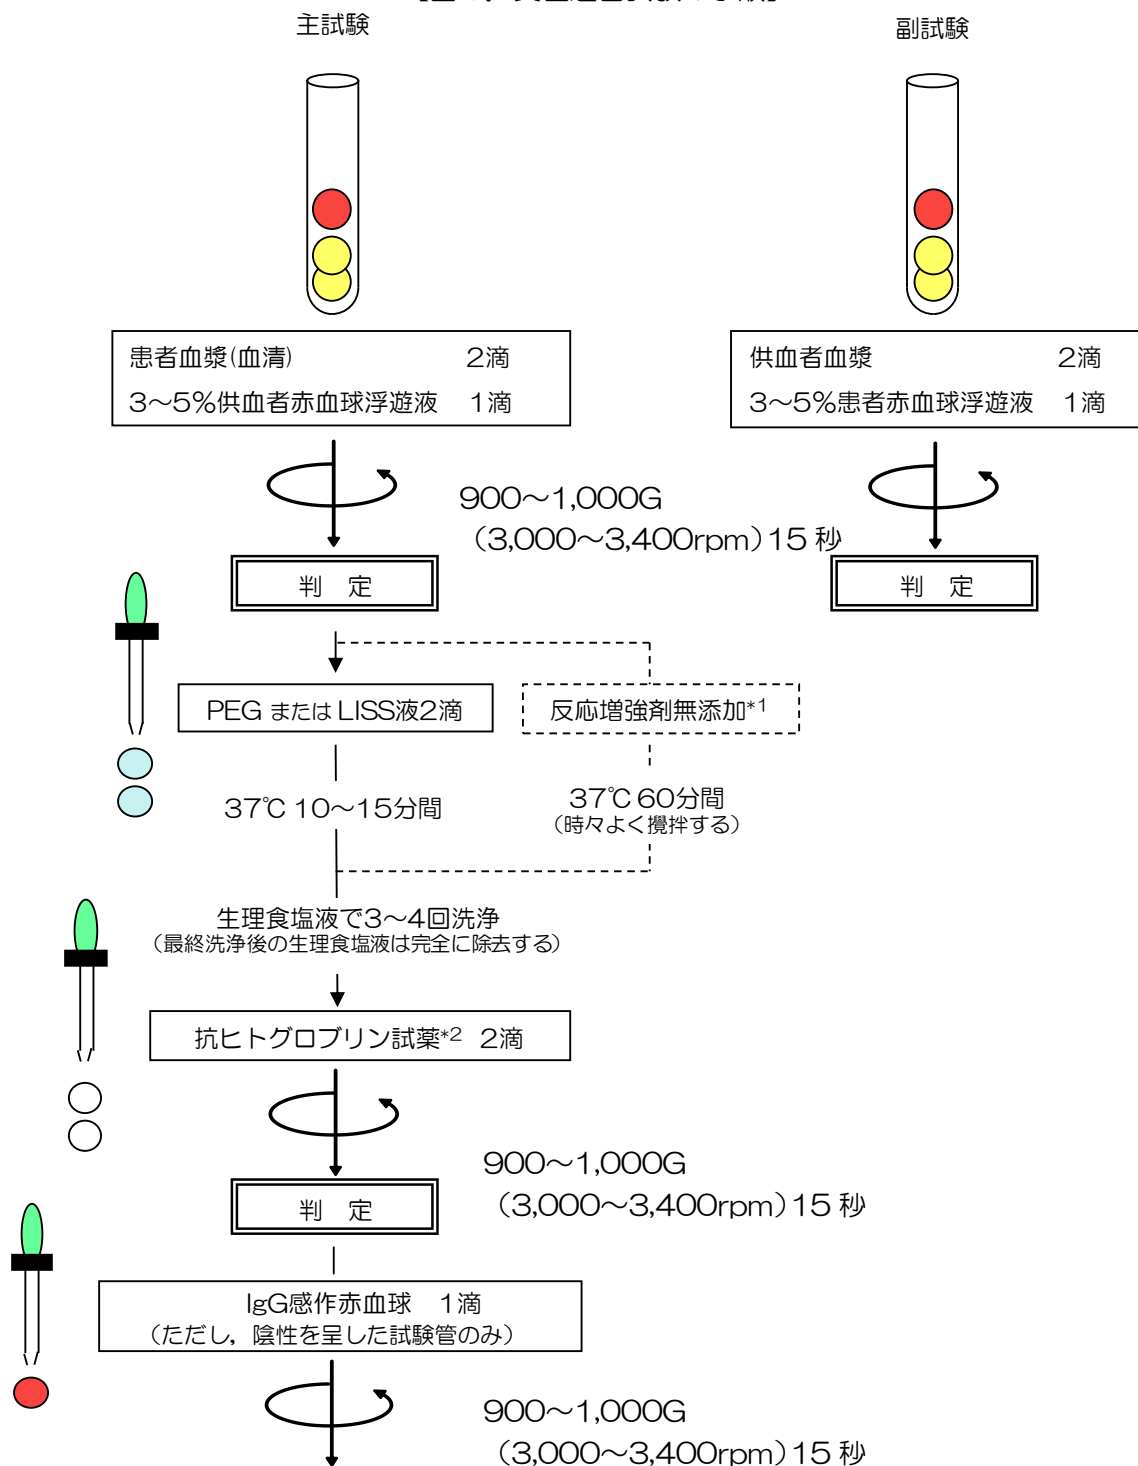 主試験
副試験
患者血漿(血清) 2滴
3～5%供血者赤血球浮遊液 1滴
供血者血漿 2滴
3～5%患者赤血球浮遊液 1滴
900～1,000G
（3,000～3,400rpm）15 秒
判 定
判 定
PEG または LISS液2滴
反応増強剤無添加*1
37℃ 10～15分間
37℃ 60分間
（時々よく攪拌する）
生理食塩液で3～4回洗浄
（最終洗浄後の生理食塩液は完全に除去する）
抗ヒトグロブリン試薬*2 2滴
900～1,000G
（3,000～3,400rpm）15 秒
判 定
IgG感作赤血球 1滴
（ただし，陰性を呈した試験管のみ）
900～1,000G
（3,000～3,400rpm）15 秒